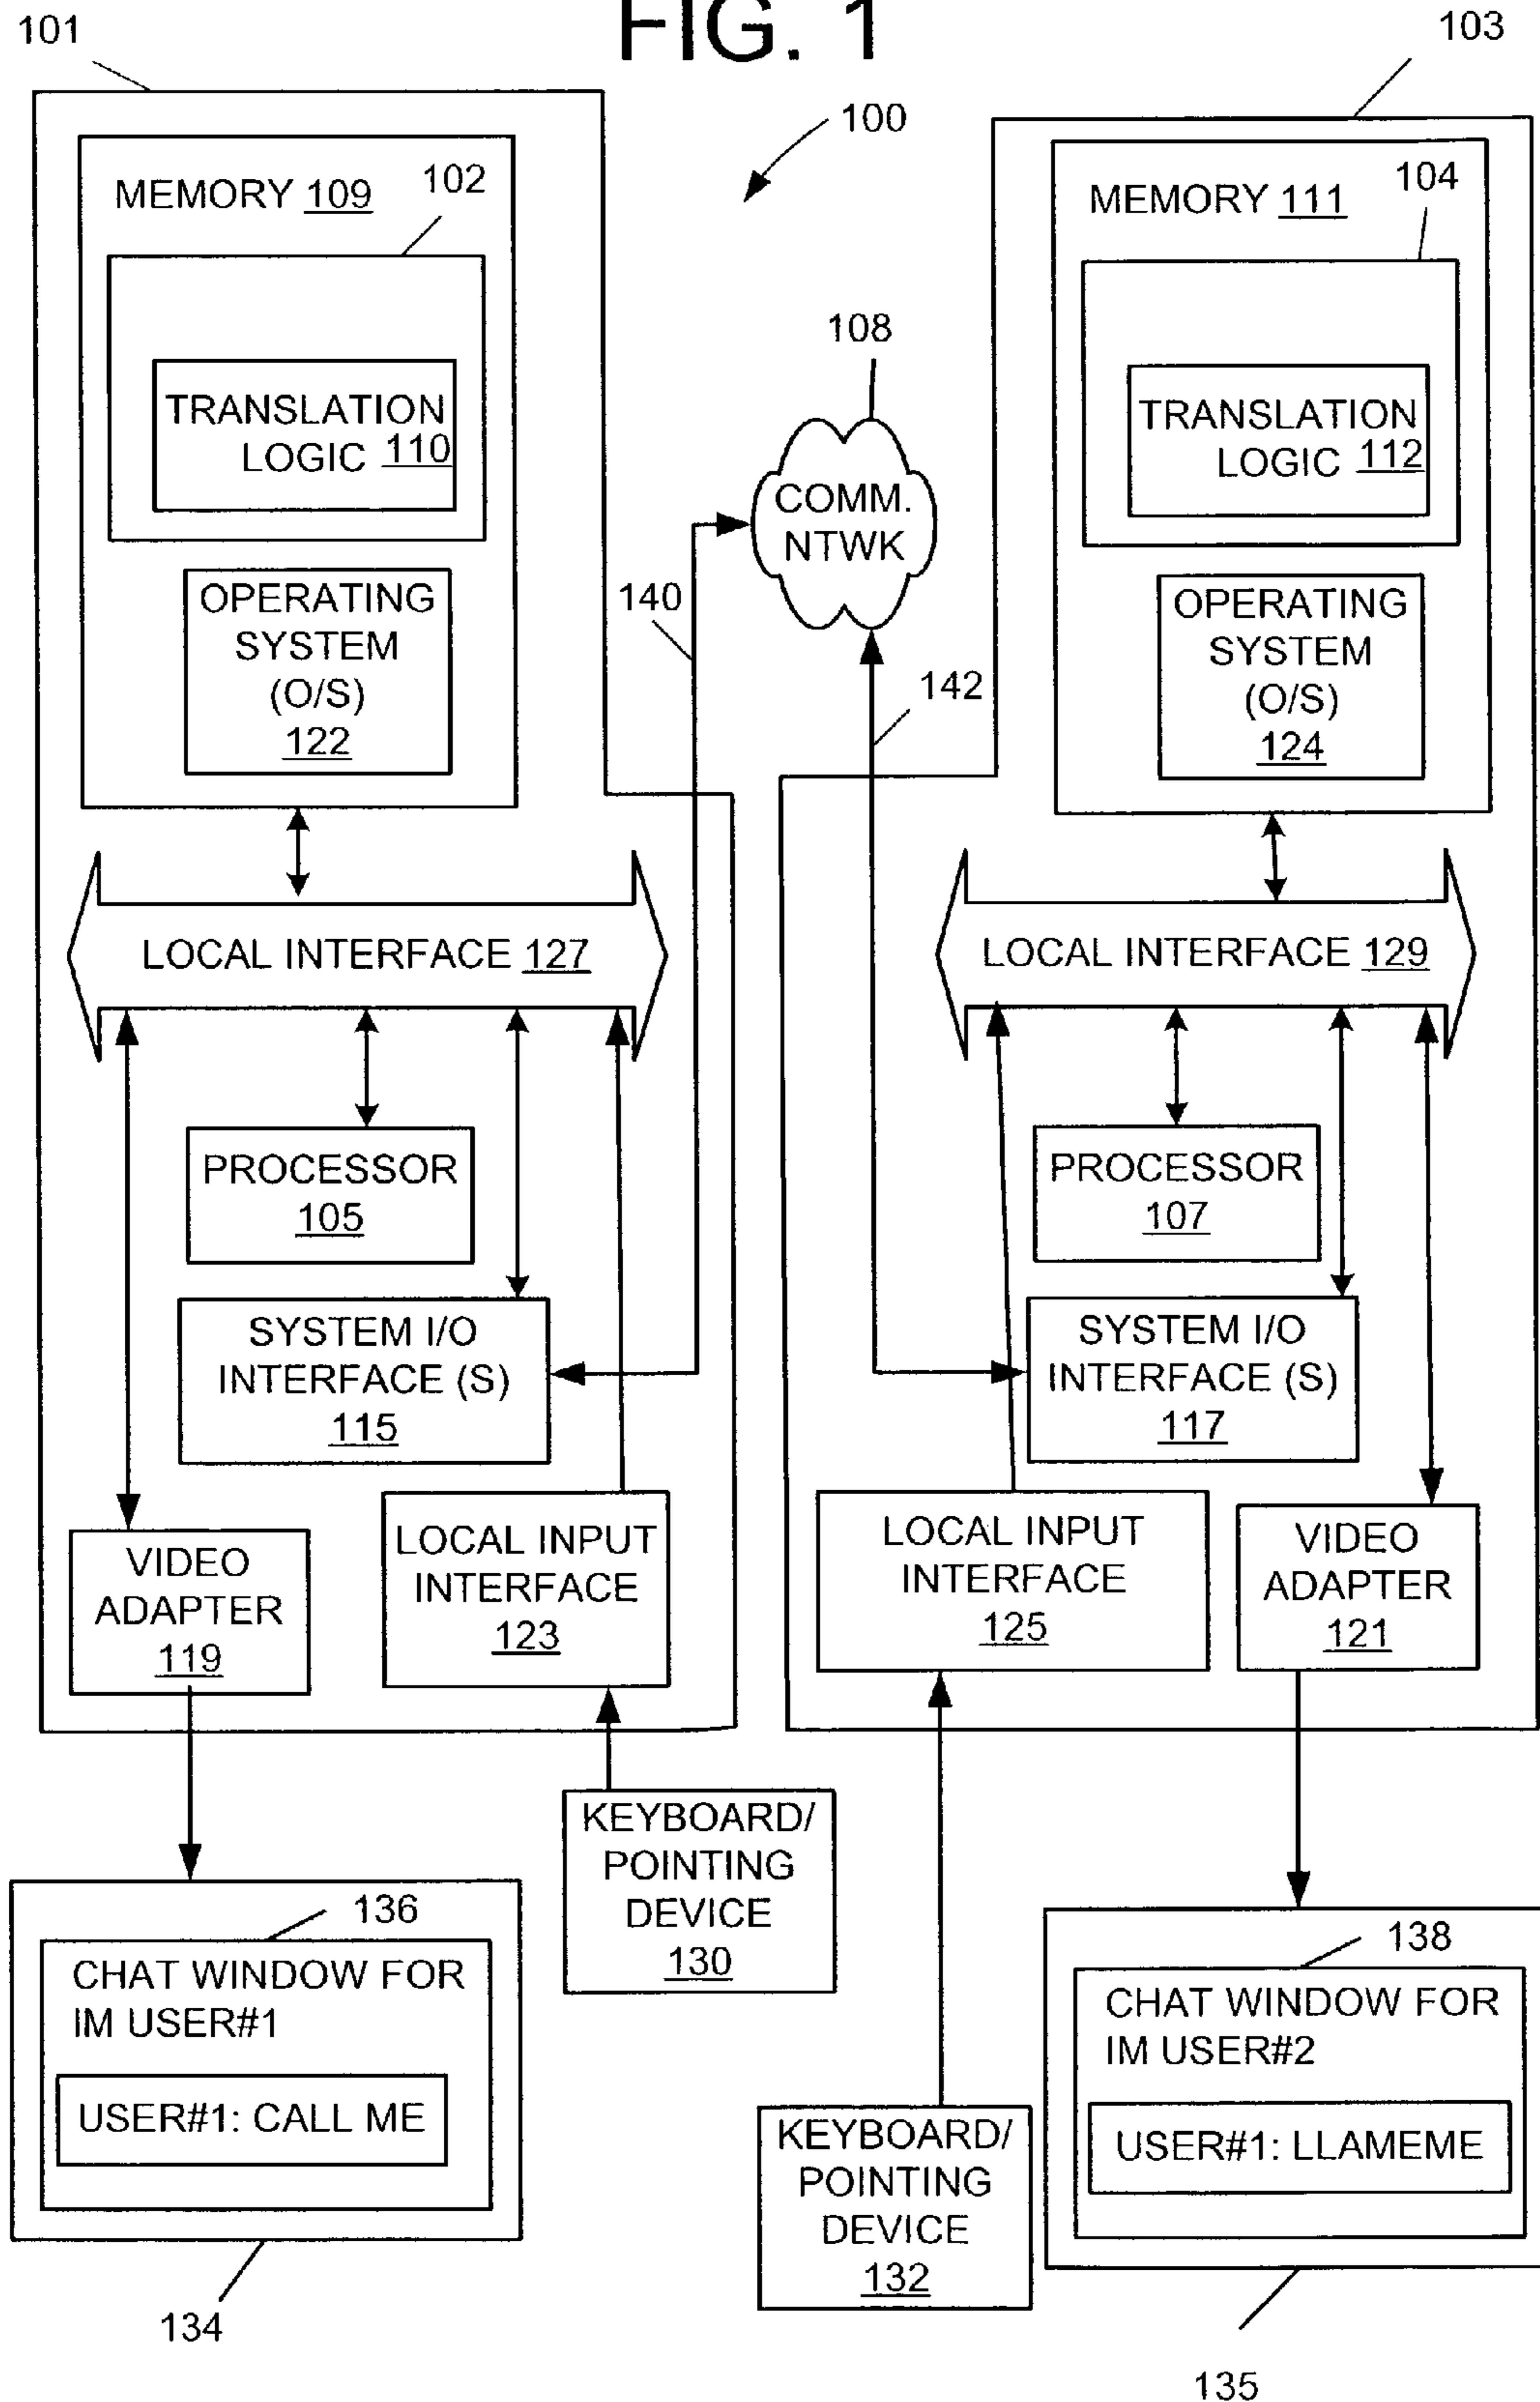 FIG. 1
101
103
100
MEMORY 109
102
TRANSLATION
LOGIC 110
OPERATING
SYSTEM
(O/S)
122
108
COMM.
NTWK
140
142
MEMORY 111
104
TRANSLATION
LOGIC 112
OPERATING
SYSTEM
(O/S)
124
LOCAL INTERFACE 127
LOCAL INTERFACE 129
PROCESSOR
105
PROCESSOR
107
SYSTEM I/O
INTERFACE (S)
115
SYSTEM I/O
INTERFACE (S)
117
VIDEO
ADAPTER
119
LOCAL INPUT
INTERFACE
123
LOCAL INPUT
INTERFACE
125
VIDEO
ADAPTER
121
KEYBOARD/
POINTING
DEVICE
130
136
CHAT WINDOW FOR
IM USER#1
USER#1: CALL ME
134
138
CHAT WINDOW FOR
IM USER#2
USER#1: LLAMEME
KEYBOARD/
POINTING
DEVICE
132
135